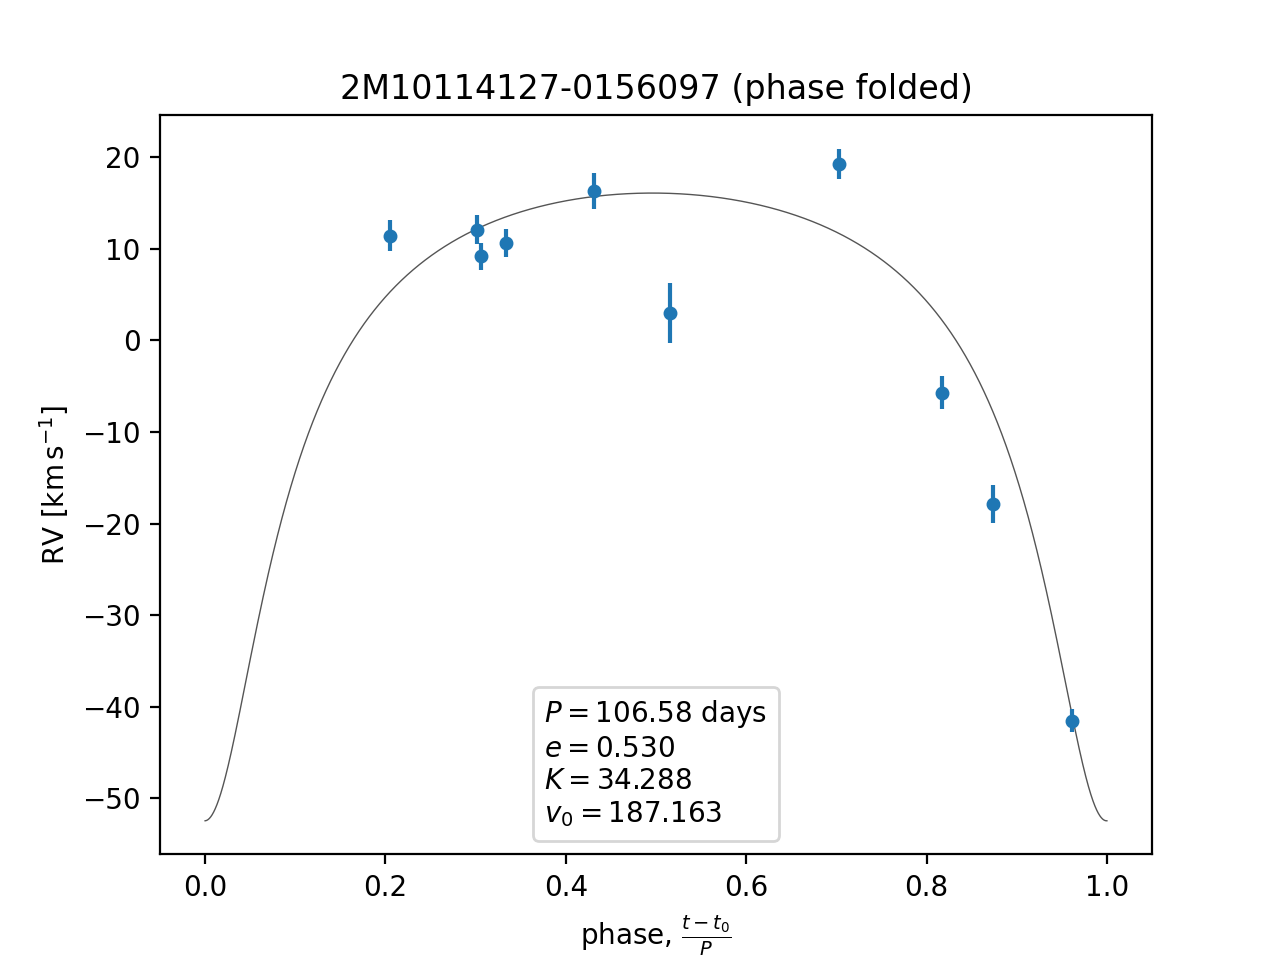 2M10114127-0156097 (phase folded)
20
10
0
−10
−20
−30
−40
−50
RV [km s⁻¹]
P = 106.58 days
e = 0.530
K = 34.288
v₀ = 187.163
0.0 0.2 0.4 0.6 0.8 1.0
phase, (t − t₀)/P